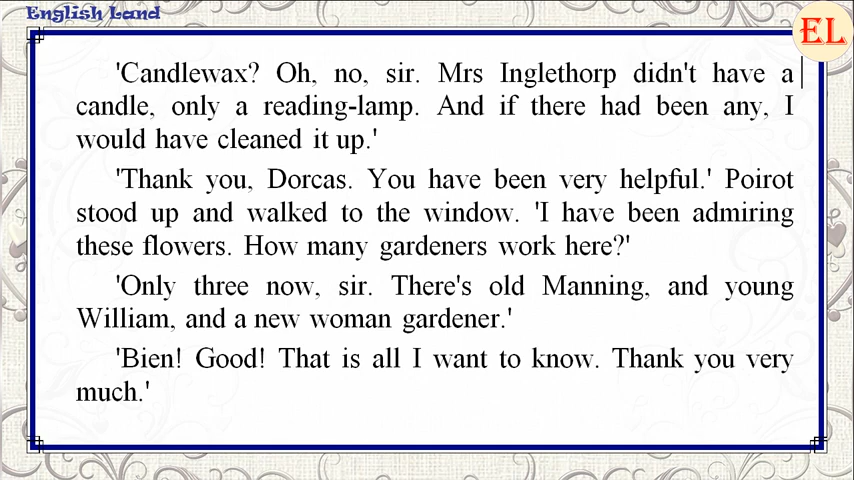 English Land
EL
'Candlewax? Oh, no, sir. Mrs Inglethorp didn't have a
candle, only a reading-lamp. And if there had been any, I
would have cleaned it up.'
'Thank you, Dorcas. You have been very helpful.' Poirot
stood up and walked to the window. 'I have been admiring
these flowers. How many gardeners work here?'
'Only three now, sir. There's old Manning, and young
William, and a new woman gardener.'
'Bien! Good! That is all I want to know. Thank you very
much.'